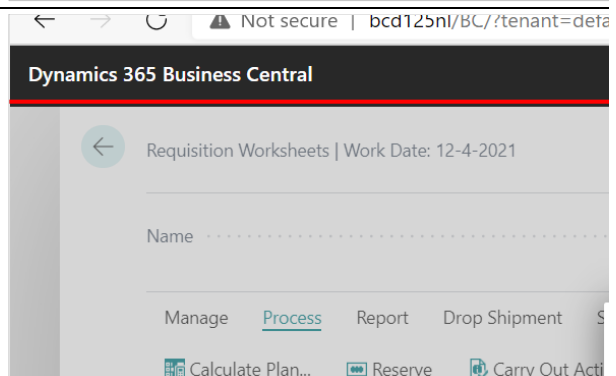 Not secure | bcd125nl/BC/?tenant=defa
Dynamics 365 Business Central
Requisition Worksheets | Work Date: 12-4-2021
Name
Manage Process Report Drop Shipment S
Calculate Plan... Reserve Carry Out Acti